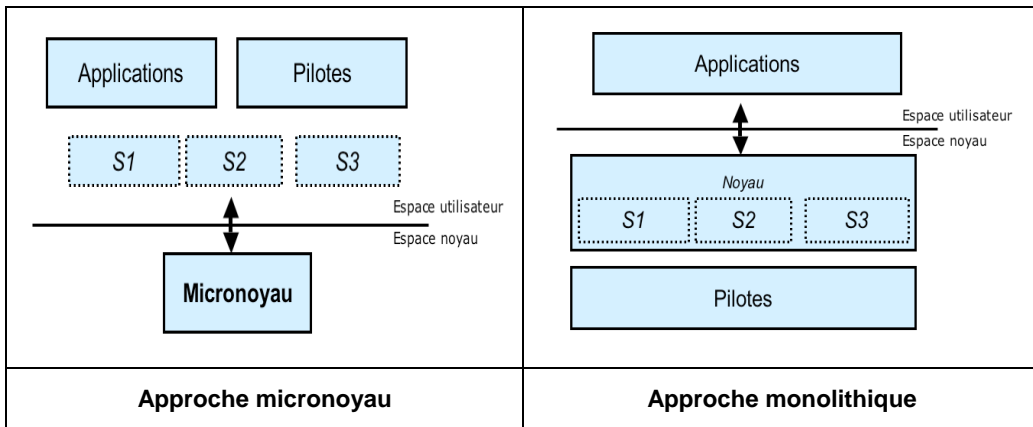 Applications Pilotes
S1 S2 S3
Espace utilisateur
Espace noyau
Micronoyau
Approche micronoyau
Applications
Espace utilisateur
Espace noyau
Noyau
S1 S2 S3
Pilotes
Approche monolithique